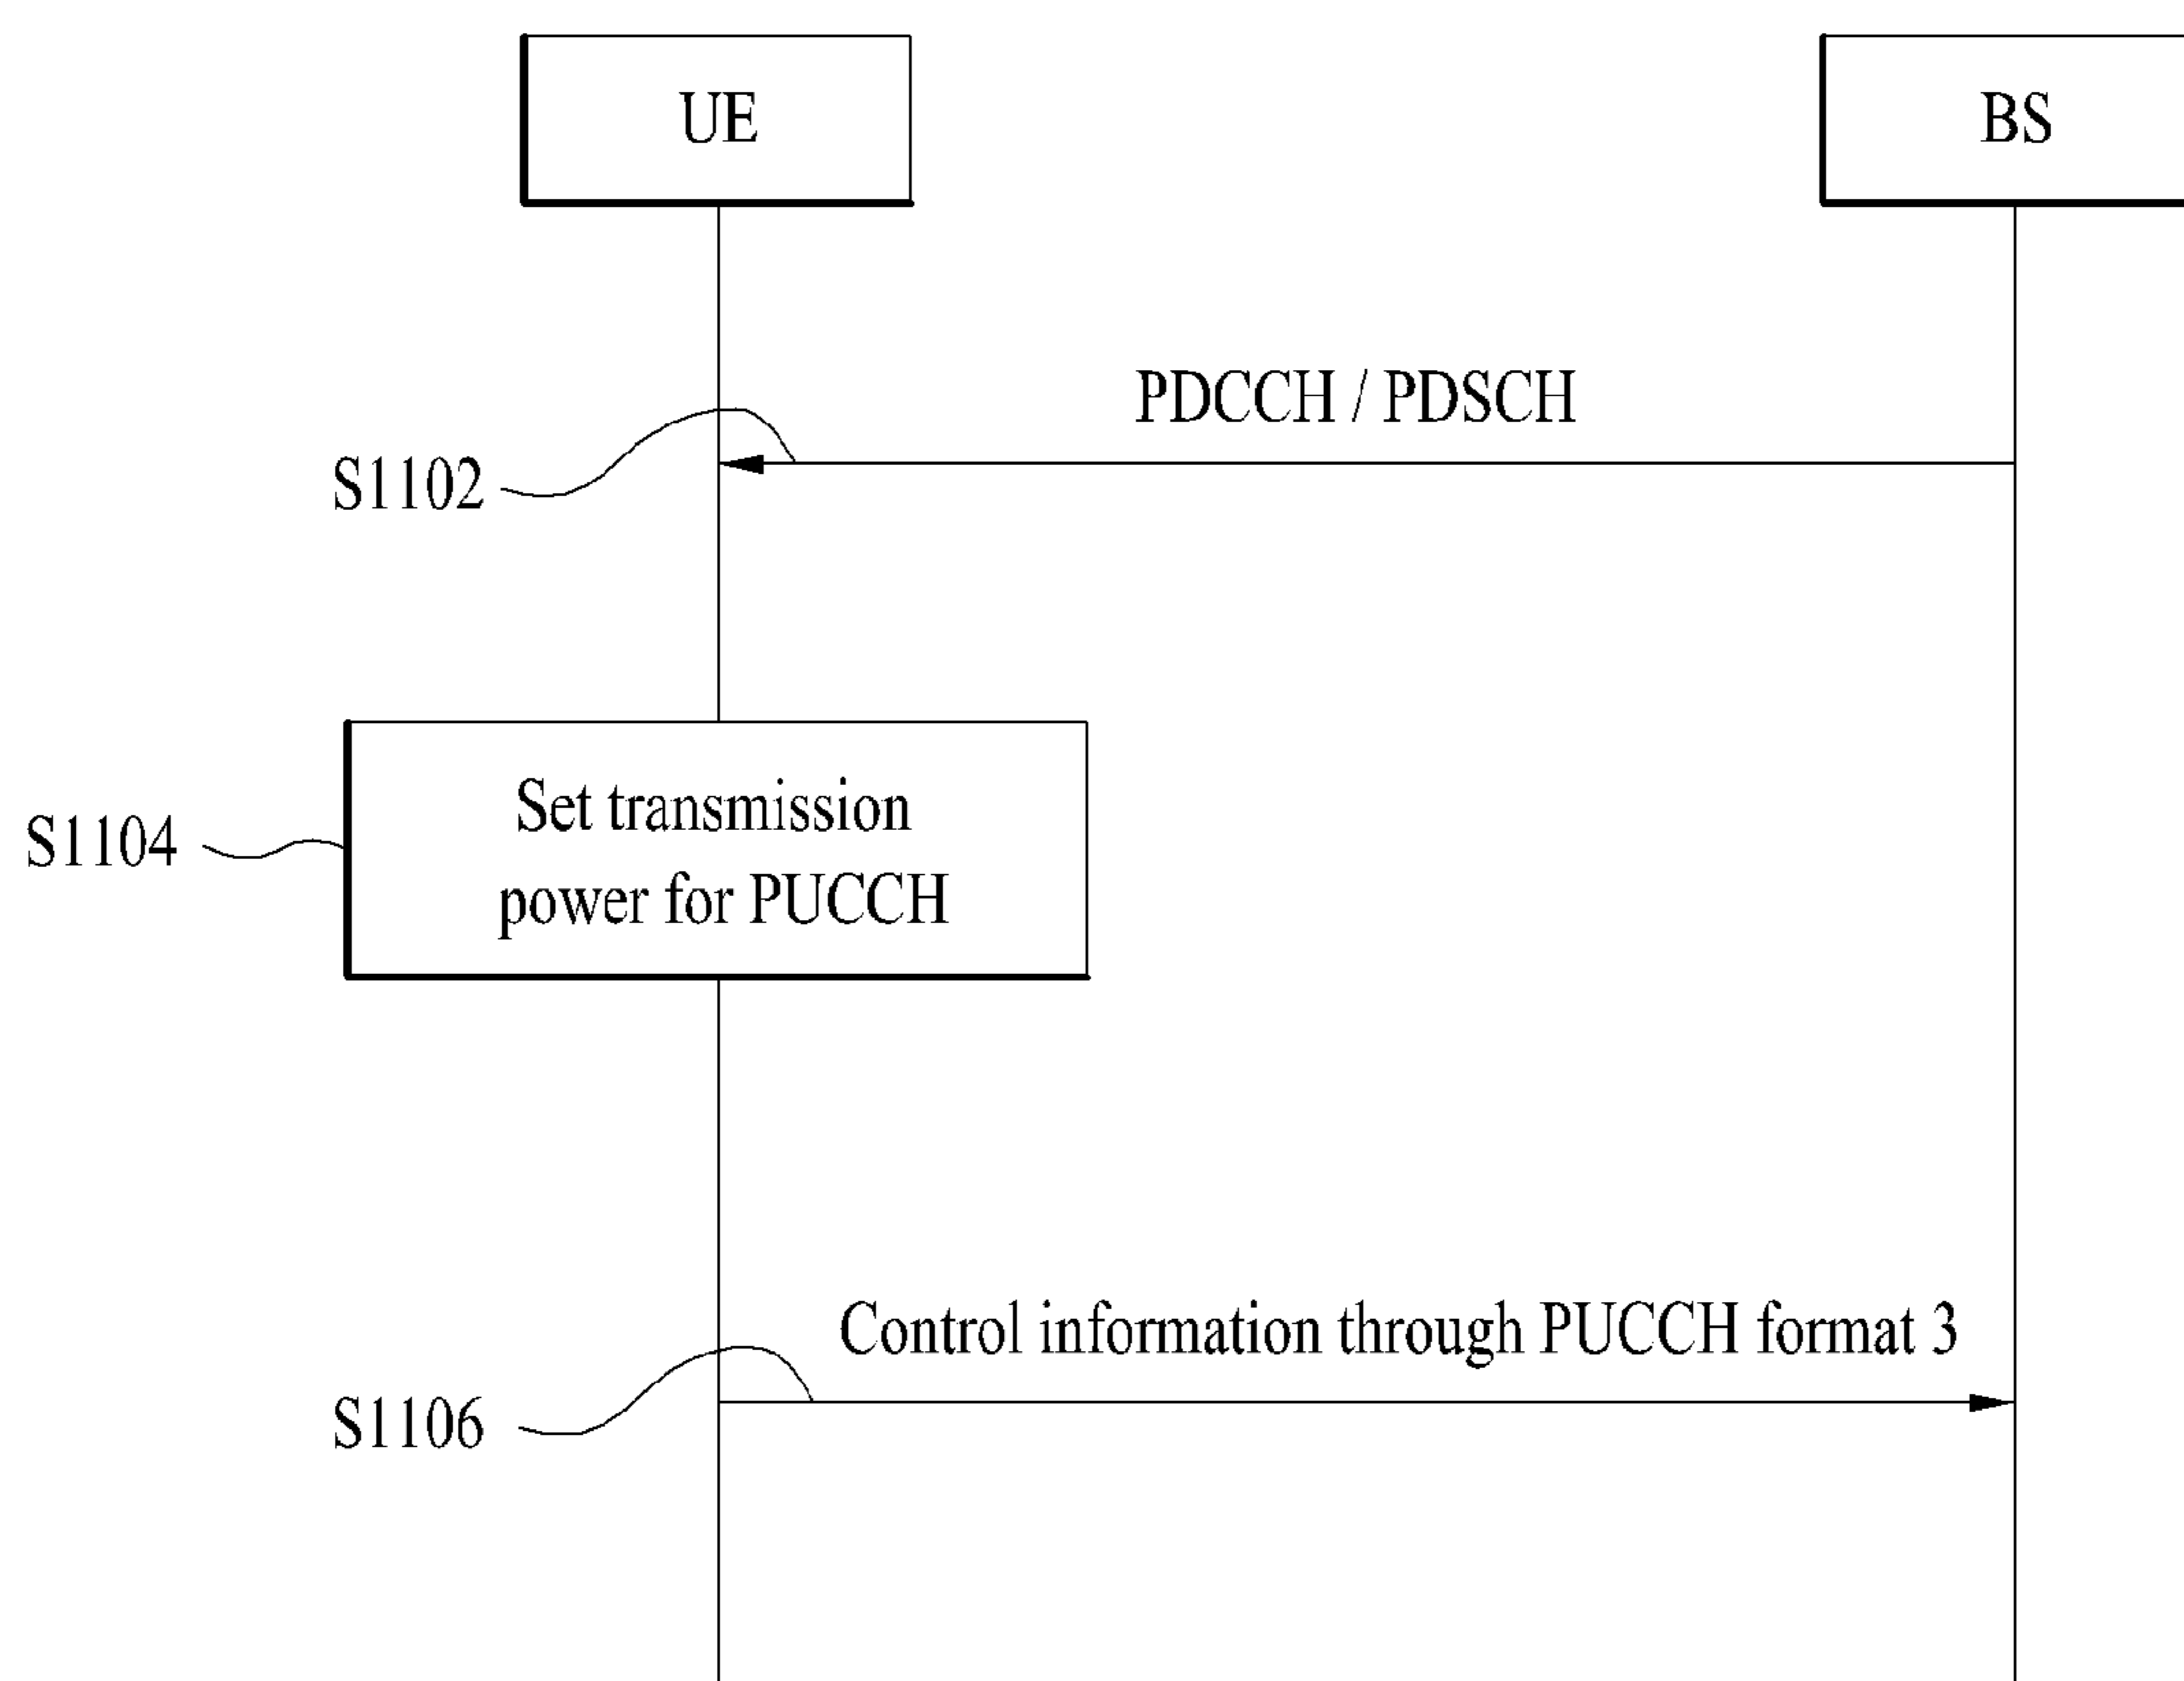 UE
BS
PDCCH / PDSCH
S1102
Set transmission
S1104
power for PUCCH
Control information through PUCCH format 3
S1106